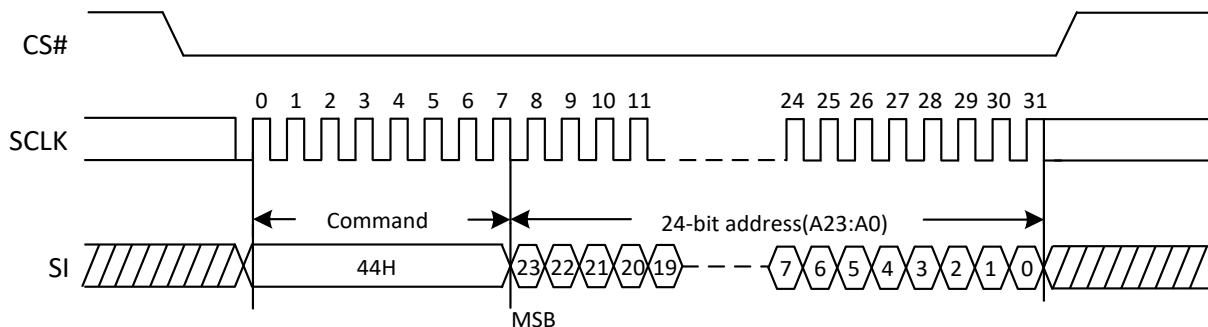 CS#
0 1 2 3 4 5 6 7 8 9 10 11 24 25 26 27 28 29 30 31
SCLK
Command 24-bit address(A23:A0)
SI 44H 23 22 21 20 19 7 6 5 4 3 2 1 0
MSB